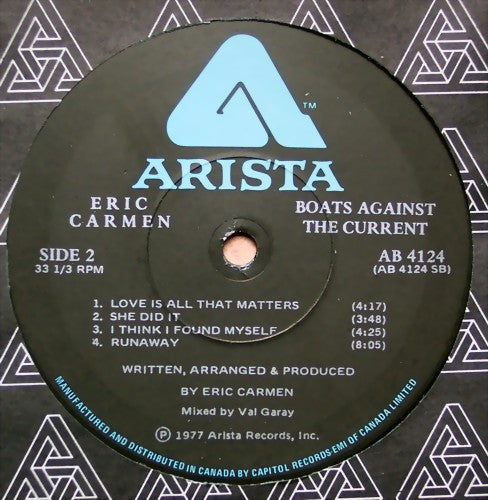 TM
ARISTA
ERIC
CARMEN
BOATS AGAINST
THE CURRENT
SIDE 2
33 1/3 RPM
AB 4124
(AB 4124 SB)
1. LOVE IS ALL THAT MATTERS (4:17)
2. SHE DID IT (3:48)
3. I THINK I FOUND MYSELF (4:25)
4. RUNAWAY (8:05)
WRITTEN, ARRANGED & PRODUCED
BY ERIC CARMEN
Mixed by Val Garay
Ⓟ 1977 Arista Records, Inc.
MANUFACTURED AND DISTRIBUTED IN CANADA BY CAPITOL RECORDS EMI OF CANADA LIMITED